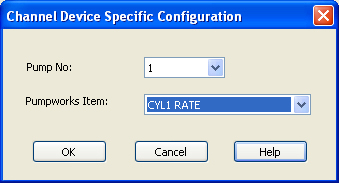 Channel Device Specific Configuration
Pump No:
1
Pumpworks Item:
CYL1 RATE
OK
Cancel
Help